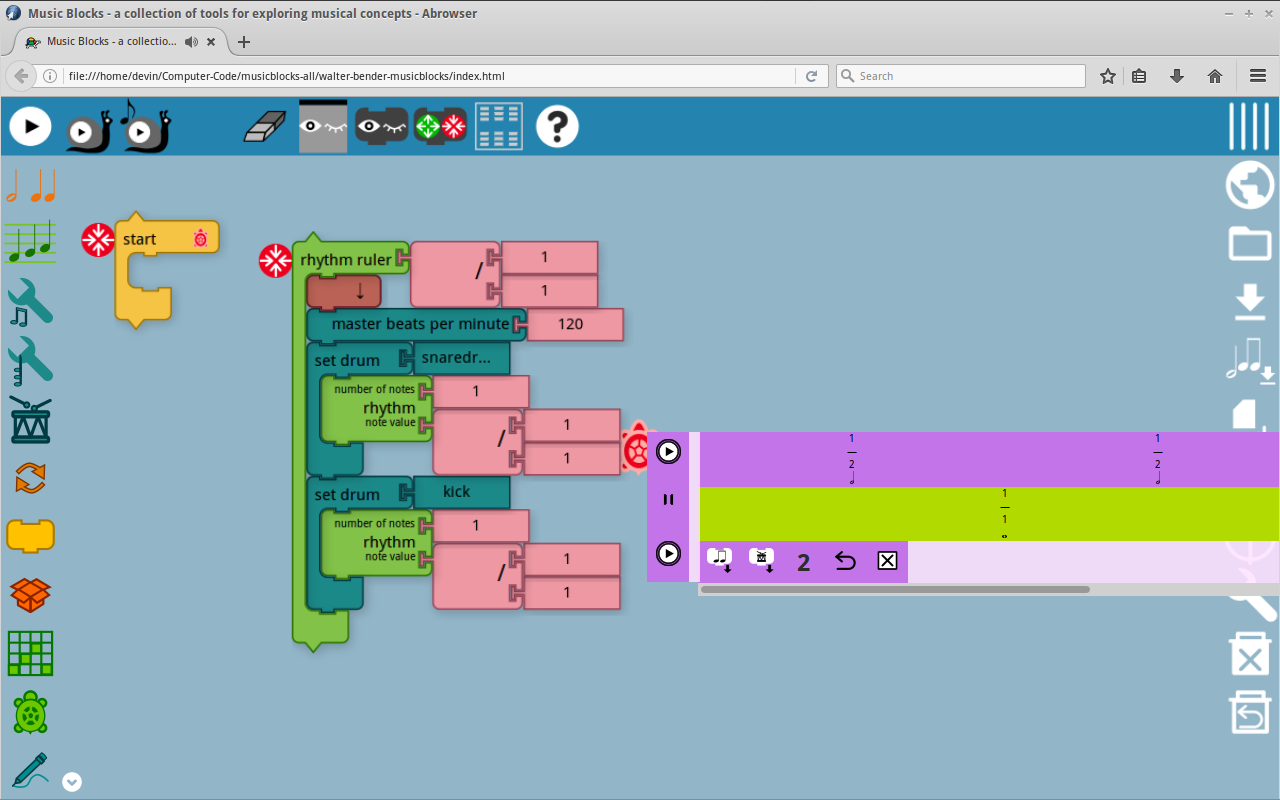 Music Blocks - a collection of tools for exploring musical concepts - Abrowser
Music Blocks - a collectio...
file:///home/devin/Computer-Code/musicblocks-all/walter-bender-musicblocks/index.html
Search
?
start
rhythm ruler
/
1
1
↓
master beats per minute
120
set drum
snaredr...
number of notes
1
rhythm
note value
/
1
1
set drum
kick
number of notes
1
rhythm
note value
/
1
1
1
2
1
2
1
1
2